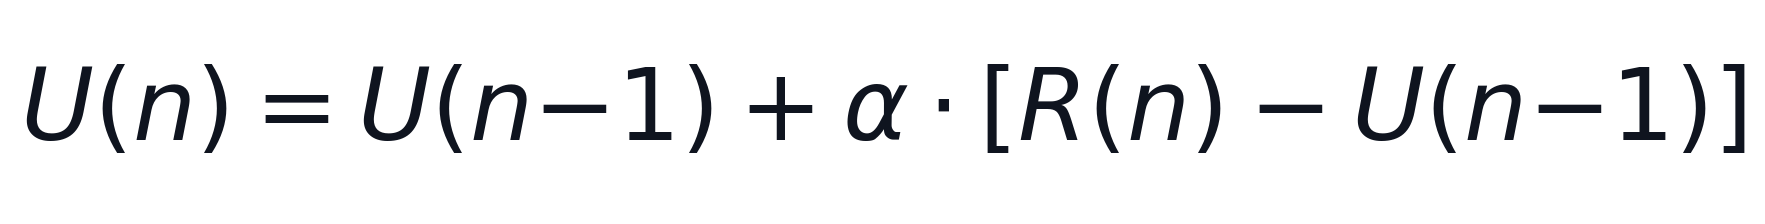 U(n) = U(n−1) + α · [R(n) − U(n−1)]